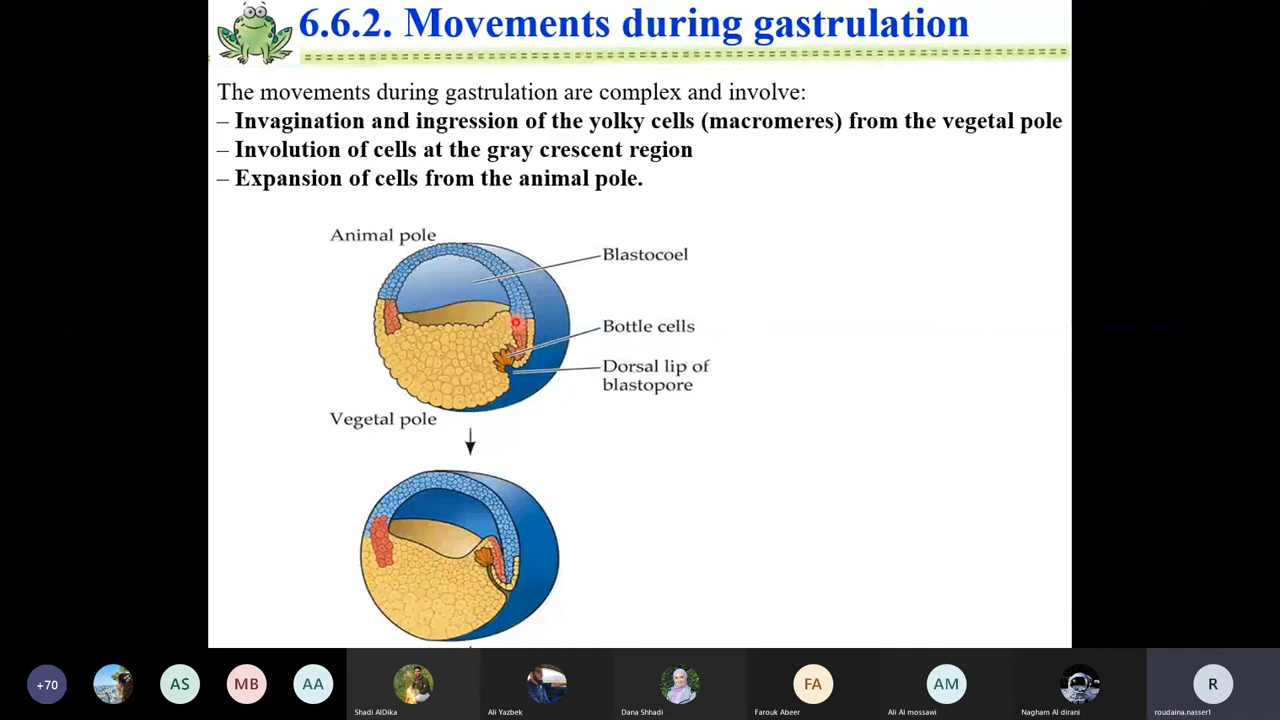 6.6.2. Movements during gastrulation
The movements during gastrulation are complex and involve:
– Invagination and ingression of the yolky cells (macromeres) from the vegetal pole
– Involution of cells at the gray crescent region
– Expansion of cells from the animal pole.
Animal pole
Blastocoel
Bottle cells
Dorsal lip of
blastopore
Vegetal pole
+70
AS
MB
AA
FA
AM
R
Shadi AlDika
Ali Yazbek
Dana Shhadi
Farouk Abeer
Ali Al mossawi
Nagham Al dirani
roudaina.nasser1